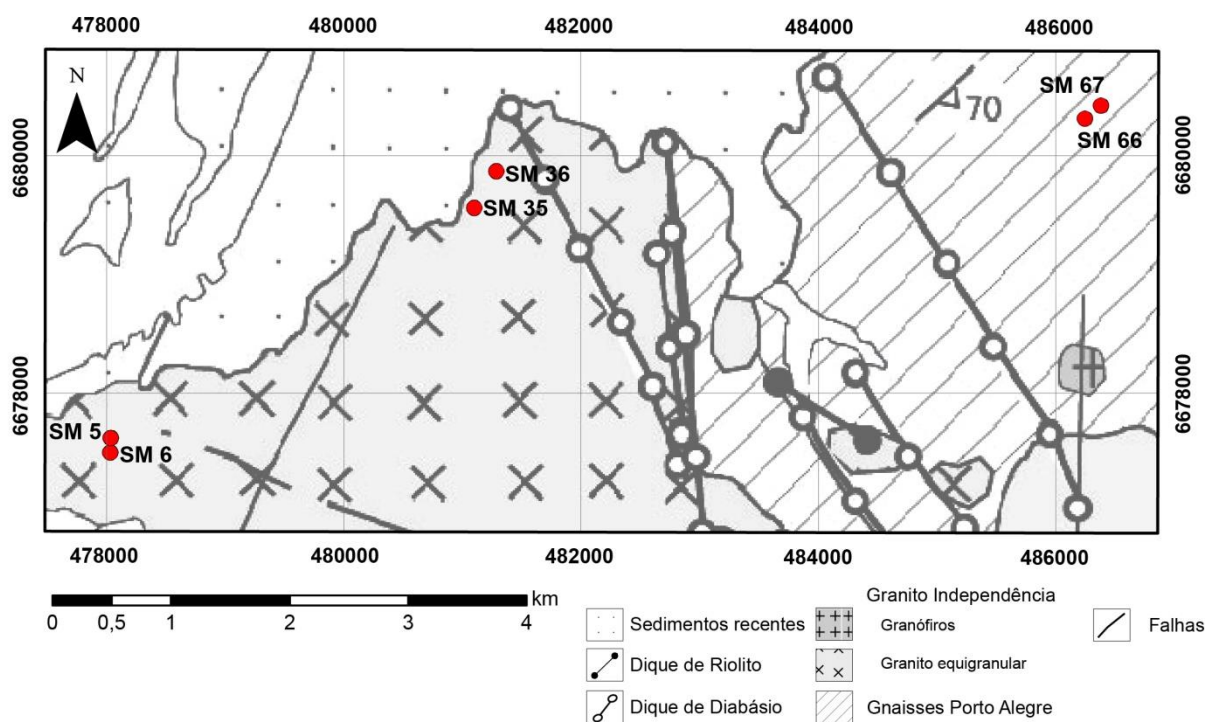 478000 480000 482000 484000 486000
N
SM 67
70
SM 66
6680000 6680000
SM 36
SM 35
6678000 6678000
SM 5
SM 6
478000 480000 482000 484000 486000
km
0 0,5 1 2 3 4
Granito Independência
Sedimentos recentes Granófiros Falhas
Dique de Riolito Granito equigranular
Dique de Diabásio Gnaisses Porto Alegre